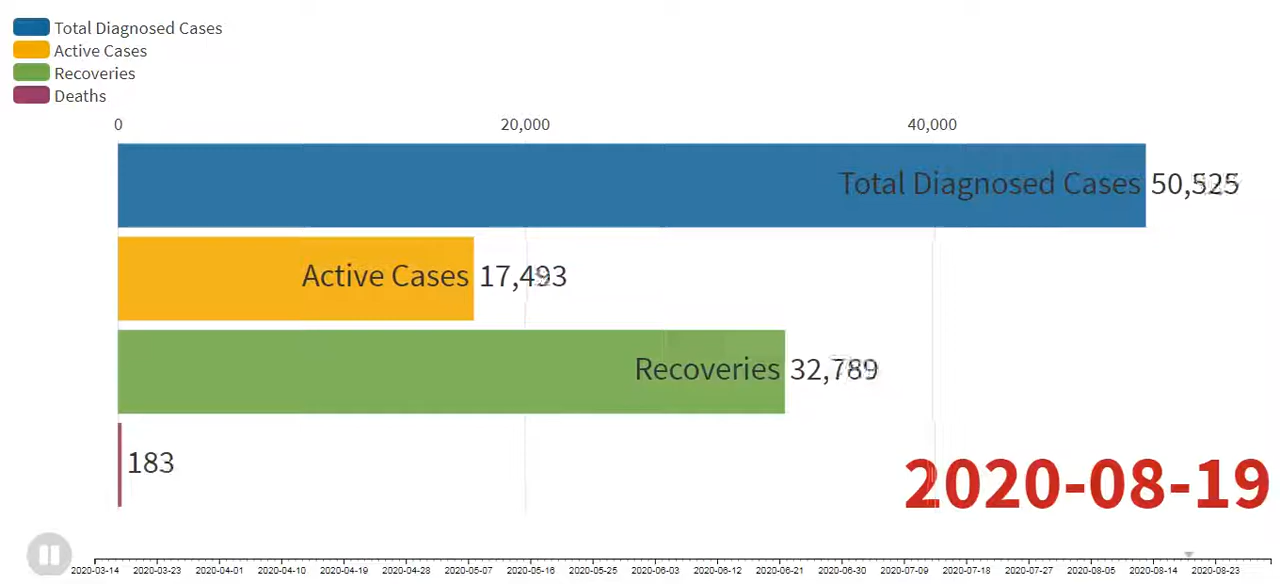 Total Diagnosed Cases
Active Cases
Recoveries
Deaths
0 20,000 40,000
Total Diagnosed Cases 50,525
Active Cases 17,493
Recoveries 32,789
183
2020-08-19
2020-03-14 2020-03-23 2020-04-01 2020-04-10 2020-04-19 2020-04-28 2020-05-07 2020-05-16 2020-05-25 2020-06-03 2020-06-12 2020-06-21 2020-06-30 2020-07-09 2020-07-18 2020-07-27 2020-08-05 2020-08-14 2020-08-23